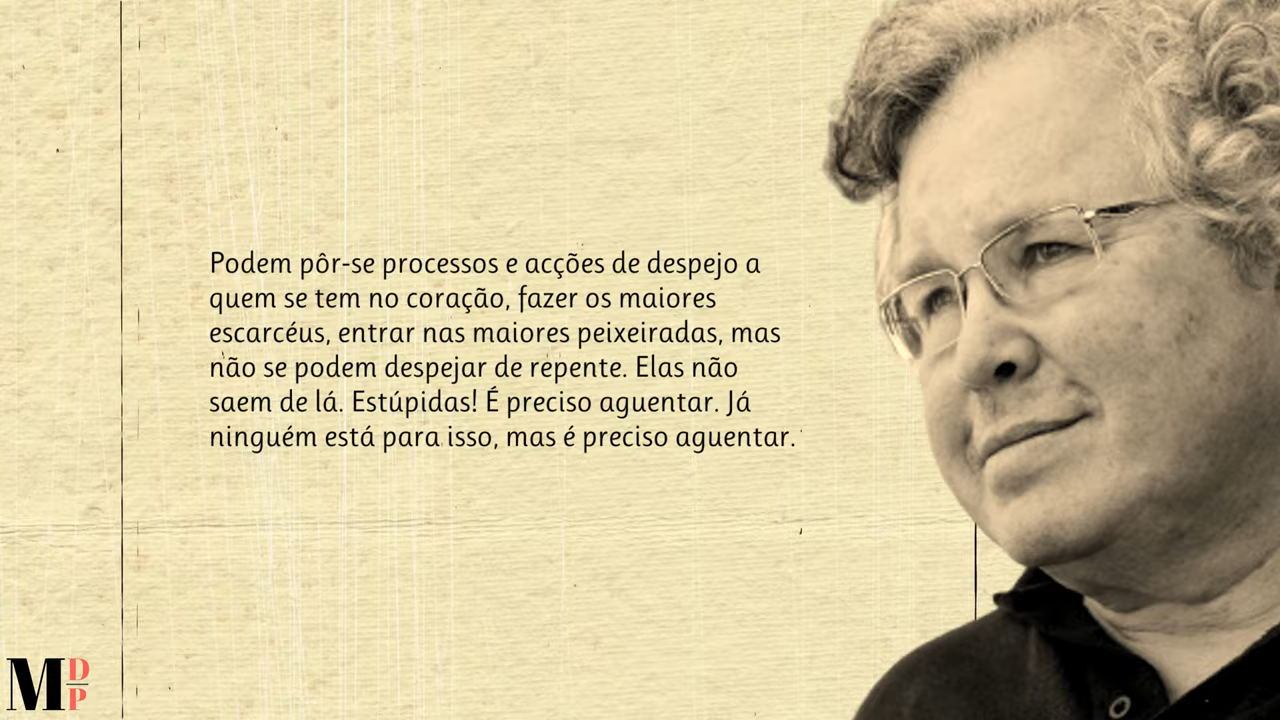 Podem pôr-se processos e acções de despejo a
quem se tem no coração, fazer os maiores
escarcéus, entrar nas maiores peixeiradas, mas
não se podem despejar de repente. Elas não
saem de lá. Estúpidas! É preciso aguentar. Já
ninguém está para isso, mas é preciso aguentar.
M D P